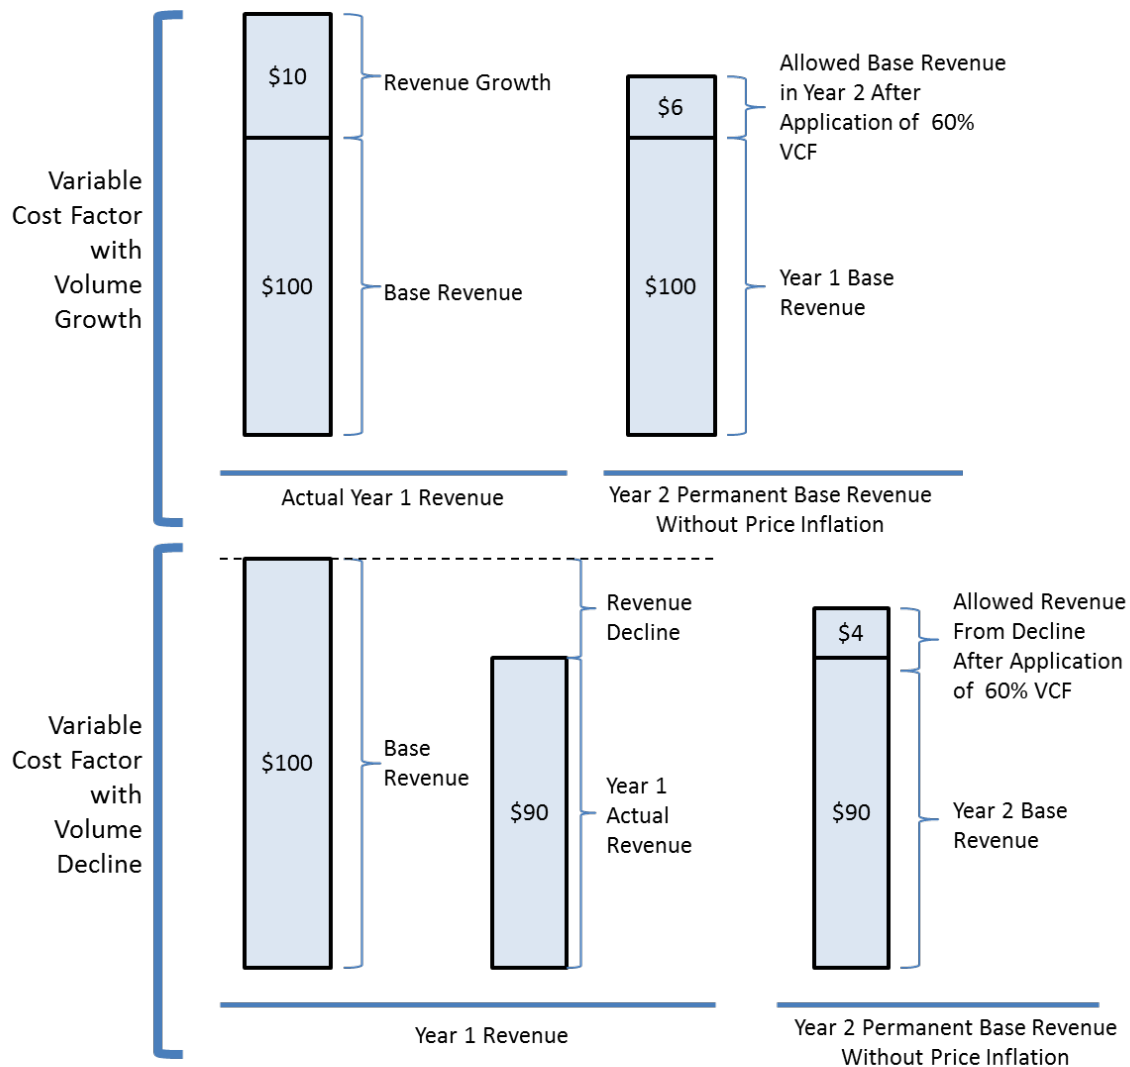 Variable
Cost Factor
with
Volume
Growth
$10
$100
Revenue Growth
Base Revenue
$6
$100
Allowed Base Revenue
in Year 2 After
Application of 60%
VCF
Year 1 Base
Revenue
Actual Year 1 Revenue
Year 2 Permanent Base Revenue
Without Price Inflation
Variable
Cost Factor
with
Volume
Decline
$100
Base
Revenue
$90
Revenue
Decline
Year 1
Actual
Revenue
$4
$90
Allowed Revenue
From Decline
After Application
of 60% VCF
Year 2 Base
Revenue
Year 1 Revenue
Year 2 Permanent Base Revenue
Without Price Inflation